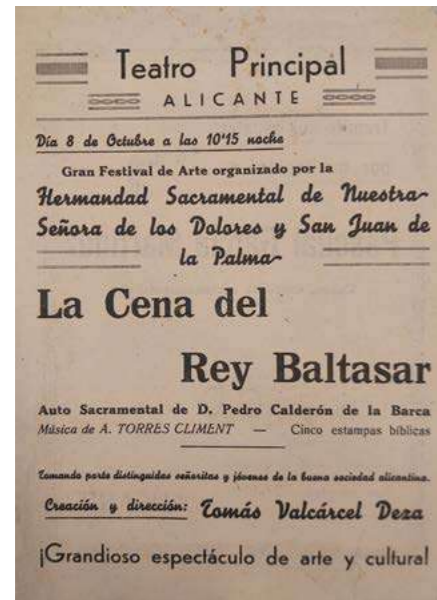 Teatro Principal
ALICANTE
Día 8 de Octubre a las 10'15 noche
Gran Festival de Arte organizado por la
Hermandad Sacramental de Nuestra
Señora de los Dolores y San Juan de
la Palma
La Cena del
Rey Baltasar
Auto Sacramental de D. Pedro Calderón de la Barca
Música de A. TORRES CLIMENT — Cinco estampas bíblicas
Tomando parte distinguidas señoritas y jóvenes de la buena sociedad alicantina.
Creación y dirección: Tomás Valcárcel Deza
¡Grandioso espectáculo de arte y cultural